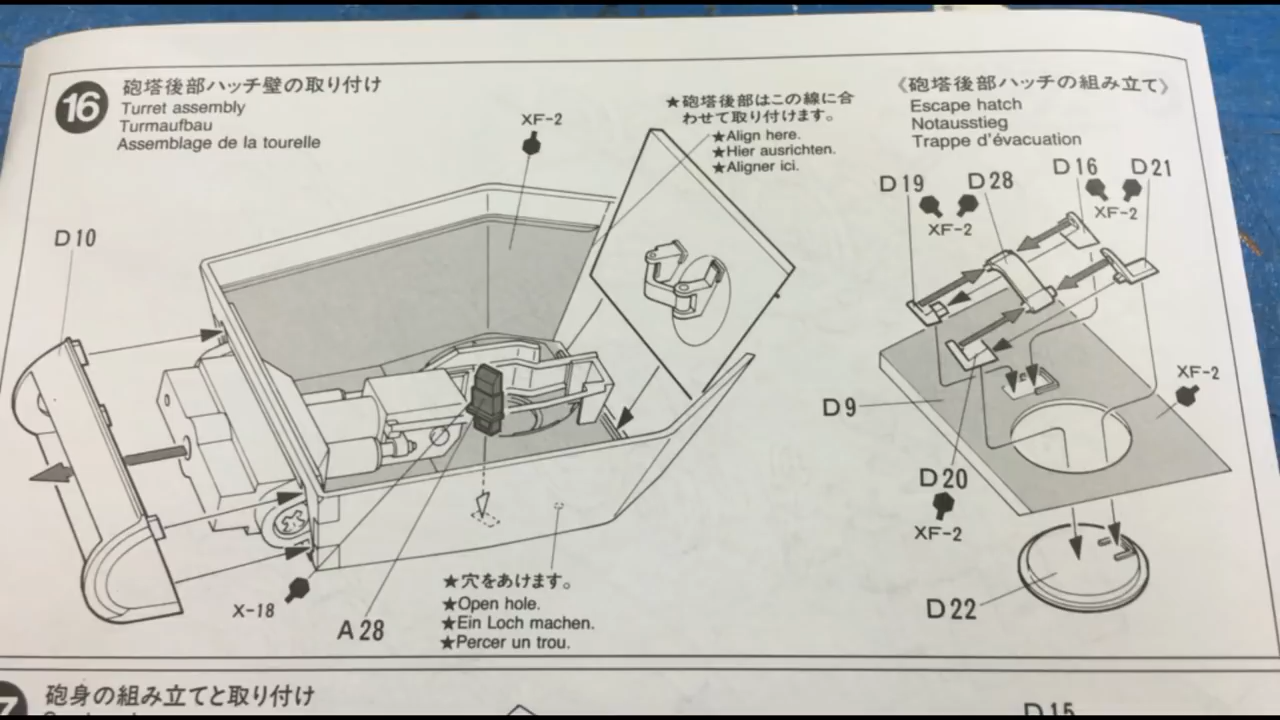 16
砲塔後部ハッチ壁の取り付け
Turret assembly
Turmaufbau
Assemblage de la tourelle
D10
XF-2
★砲塔後部はこの線に合
わせて取り付けます。
★Align here.
★Hier ausrichten.
★Aligner ici.
X-18
A28
★穴をあけます。
★Open hole.
★Ein Loch machen.
★Percer un trou.
《砲塔後部ハッチの組み立て》
Escape hatch
Notausstieg
Trappe d'évacuation
D19
D28
D16
D21
XF-2
XF-2
D9
XF-2
D20
XF-2
D22
砲身の組み立てと取り付け
D15